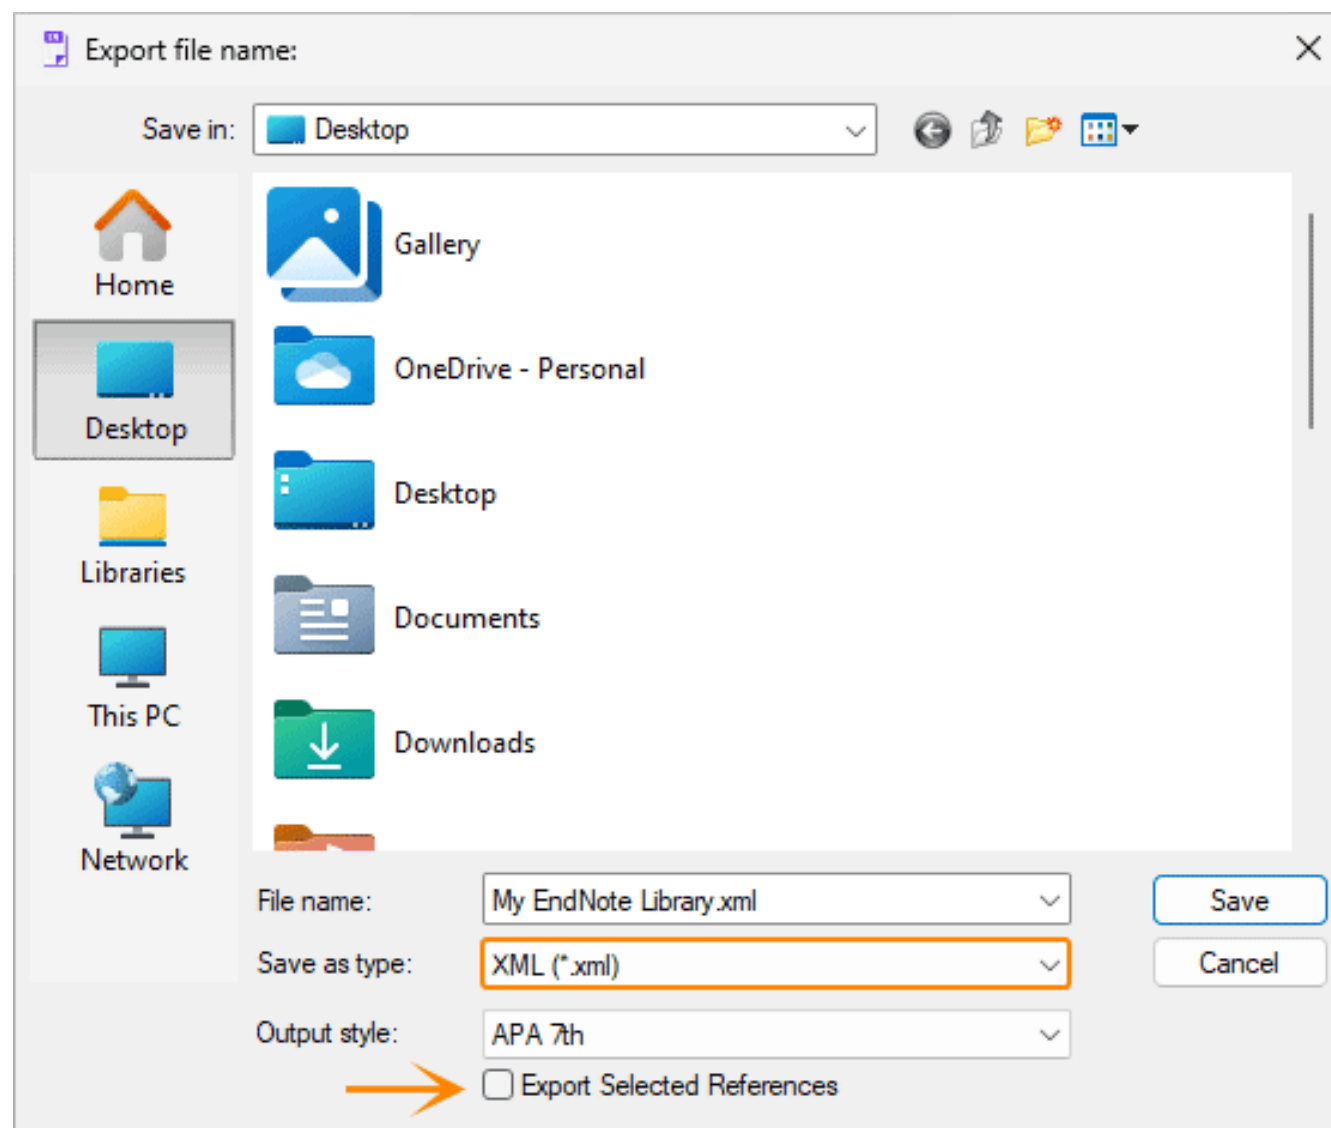 Export file name:
Save in: Desktop
Home
Desktop
Libraries
This PC
Network
Gallery
OneDrive - Personal
Desktop
Documents
Downloads
File name: My EndNote Library.xml Save
Save as type: XML (*.xml) Cancel
Output style: APA 7th
Export Selected References